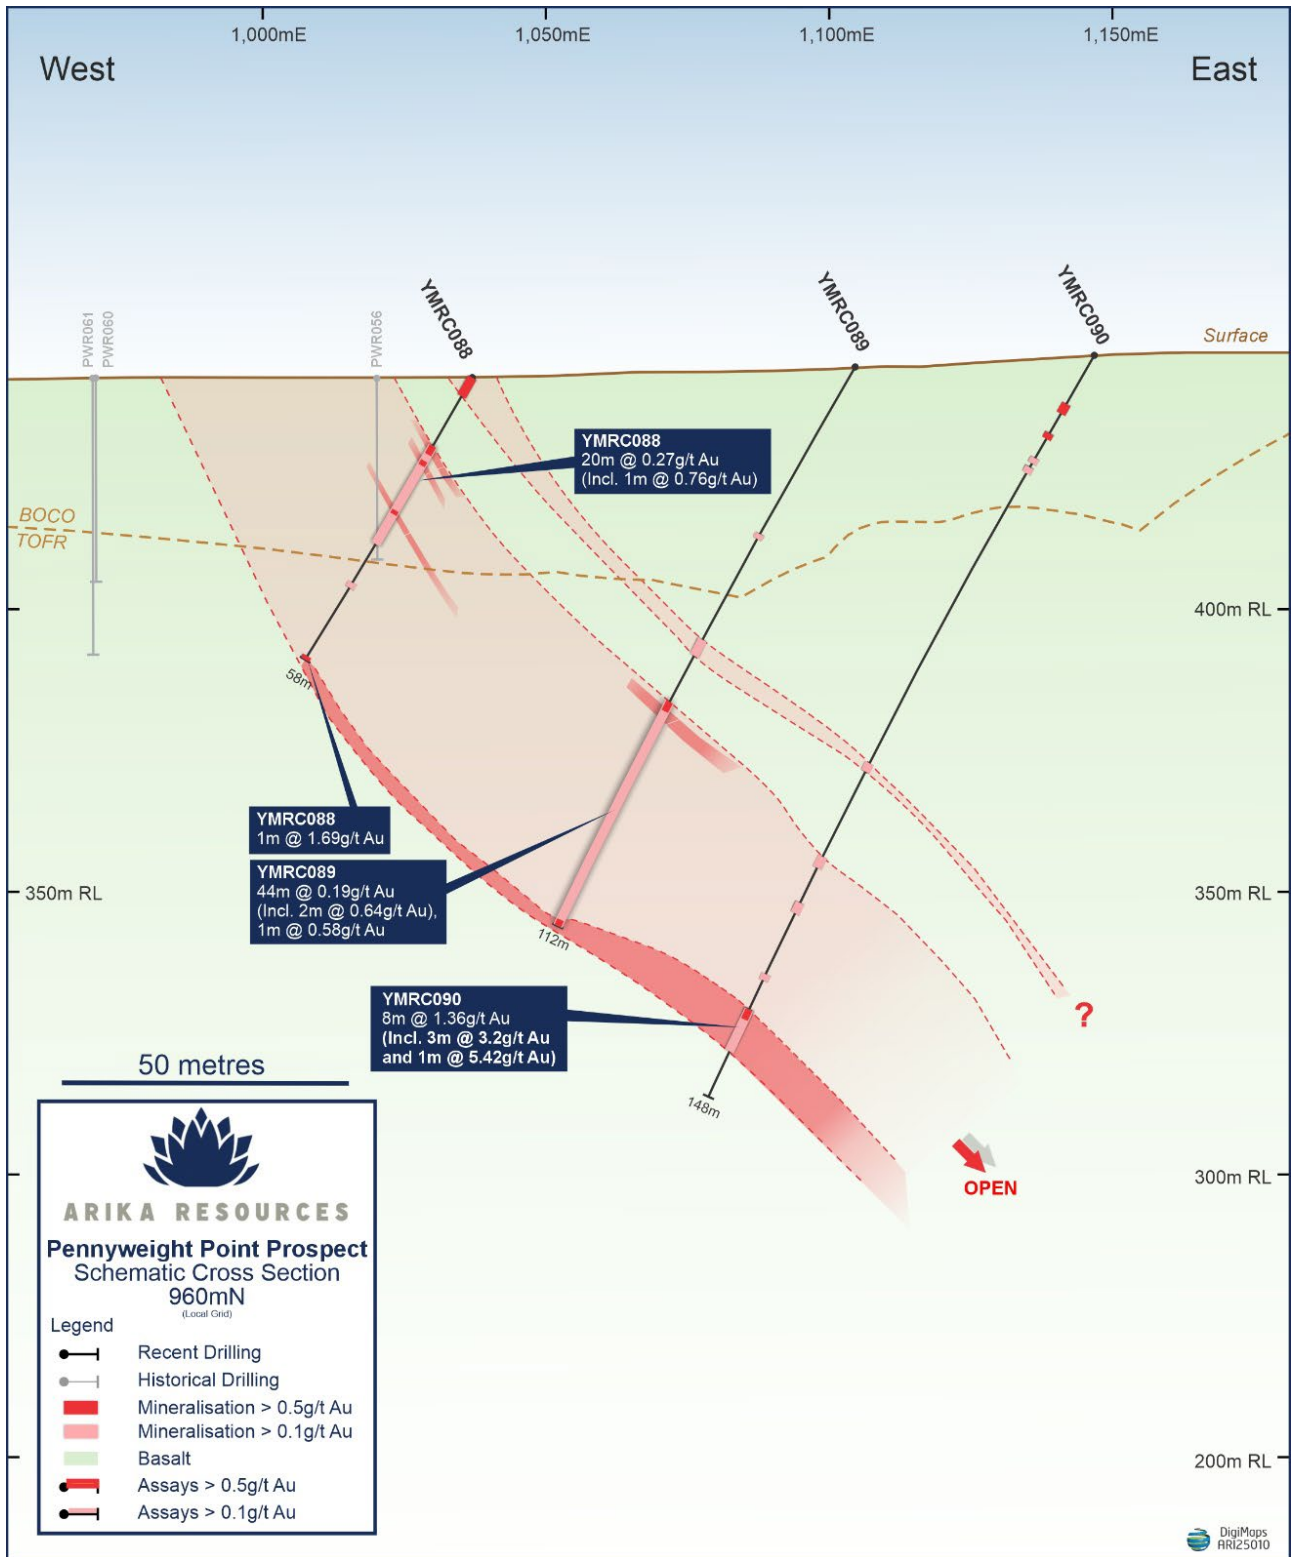 1,000mE
1,050mE
1,100mE
1,150mE
West
East
PWR061
PWR060
PWR056
YMRC088
YMRC089
YMRC090
Surface
YMRC088
20m @ 0.27g/t Au
(Incl. 1m @ 0.76g/t Au)
BOCO
TOFR
400m RL
58m
YMRC088
1m @ 1.69g/t Au
YMRC089
44m @ 0.19g/t Au
(Incl. 2m @ 0.64g/t Au),
1m @ 0.58g/t Au
350m RL
350m RL
112m
YMRC090
8m @ 1.36g/t Au
(Incl. 3m @ 3.2g/t Au
and 1m @ 5.42g/t Au)
?
148m
50 metres
OPEN
300m RL
ARIKA RESOURCES
Pennyweight Point Prospect
Schematic Cross Section
960mN
(Local Grid)
Legend
Recent Drilling
Historical Drilling
Mineralisation > 0.5g/t Au
Mineralisation > 0.1g/t Au
Basalt
Assays > 0.5g/t Au
Assays > 0.1g/t Au
200m RL
DigiMaps
ARI25010